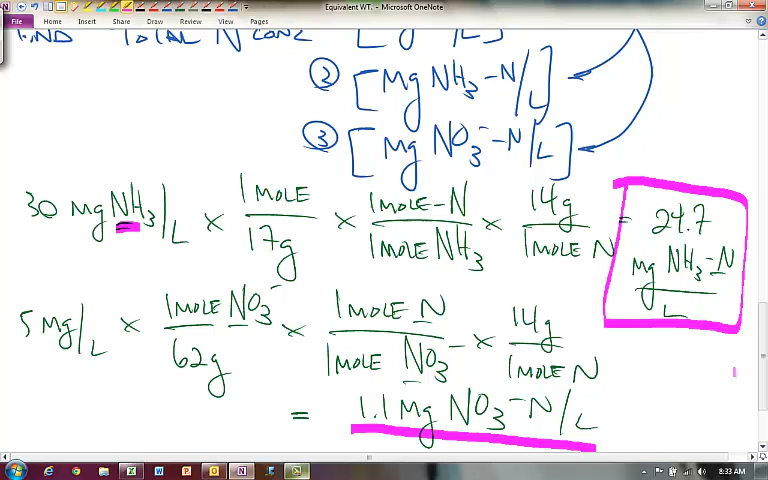 Equivalent WT. - Microsoft OneNote
File Home Insert Share Draw Review View Pages
FIND TOTAL N CONC
② [Mg NH3-N/L]
③ [Mg NO3⁻-N/L]
30 mg NH3/L × 1 MOLE/17g × 1 MOLE-N/1 MOLE NH3 × 14g/1 MOLE N = 24.7 mg NH3-N/L
5 Mg/L × 1 MOLE NO3⁻/62g × 1 MOLE N/1 MOLE NO3⁻ × 14g/1 MOLE N
= 1.1 Mg NO3⁻N/L
8:33 AM